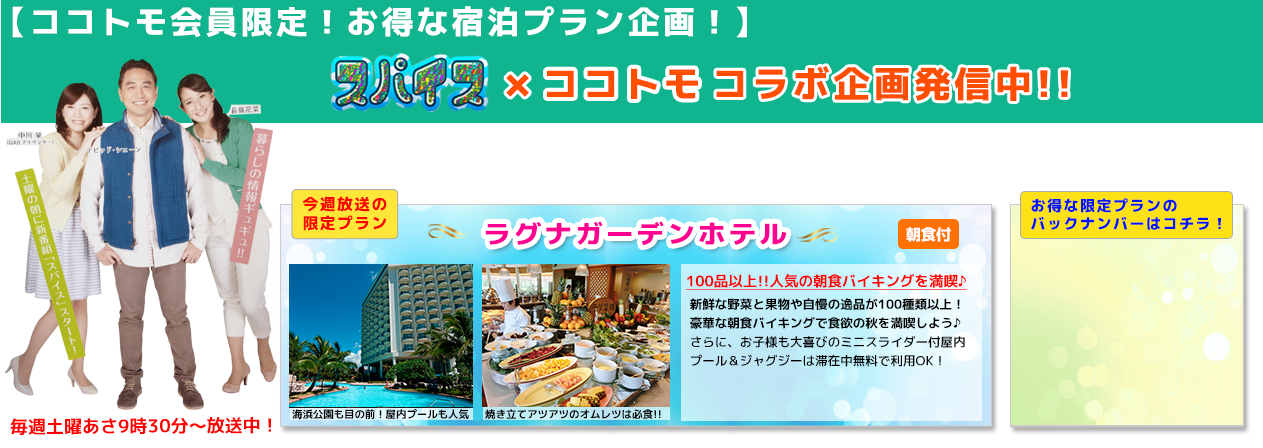 【ココトモ会員限定！お得な宿泊プラン企画！】
スパイス × ココトモ コラボ企画発信中!!
長嶺花菜
中川 栞
デビッド・シェーン
暮らしの情報ギュギュ!!
土曜の朝に新番組「スパイス」スタート！
毎週土曜あさ9時30分～放送中！
今週放送の
限定プラン
ラグナガーデンホテル
朝食付
海浜公園も目の前！屋内プールも人気
焼き立てアツアツのオムレツは必食!!
100品以上!!人気の朝食バイキングを満喫♪
新鮮な野菜と果物や自慢の逸品が100種類以上！
豪華な朝食バイキングで食欲の秋を満喫しよう♪
さらに、お子様も大喜びのミニスライダー付屋内
プール＆ジャグジーは滞在中無料で利用OK！
お得な限定プランの
バックナンバーはコチラ！